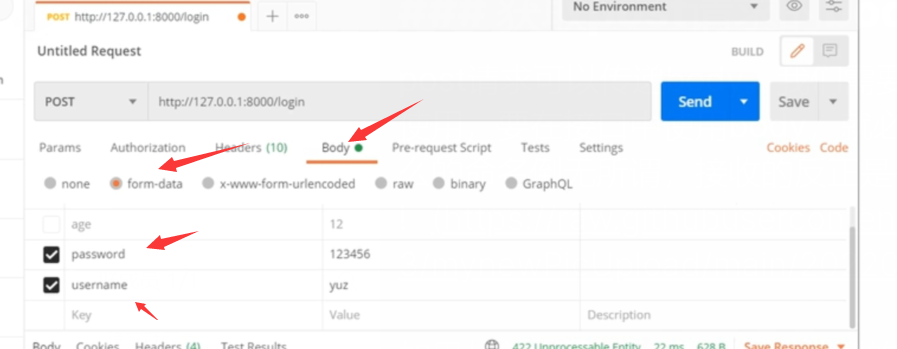 POST http://127.0.0.1:8000/login
No Environment
Untitled Request
BUILD
POST http://127.0.0.1:8000/login Send Save
Params Authorization Headers (10) Body Pre-request Script Tests Settings Cookies Code
none form-data x-www-form-urlencoded raw binary GraphQL
age 12
password 123456
username yuz
Key Value Description
Body Cookies Headers (4) Test Results 422 Unprocessable Entity 22 ms 628 B Save Response